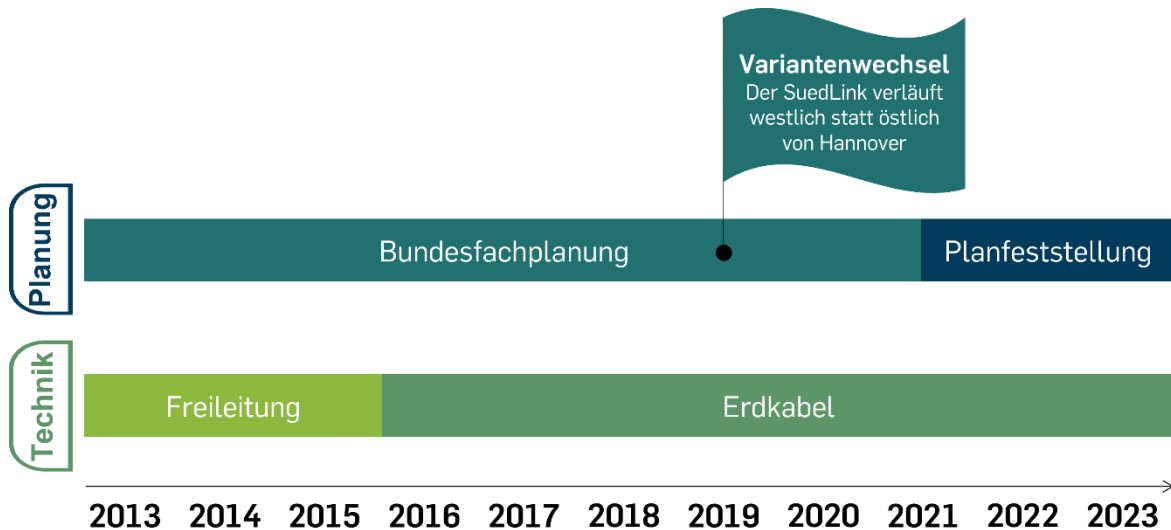 Variantenwechsel
Der SuedLink verläuft
westlich statt östlich
von Hannover
Planung
Bundesfachplanung
Planfeststellung
Technik
Freileitung
Erdkabel
2013 2014 2015 2016 2017 2018 2019 2020 2021 2022 2023